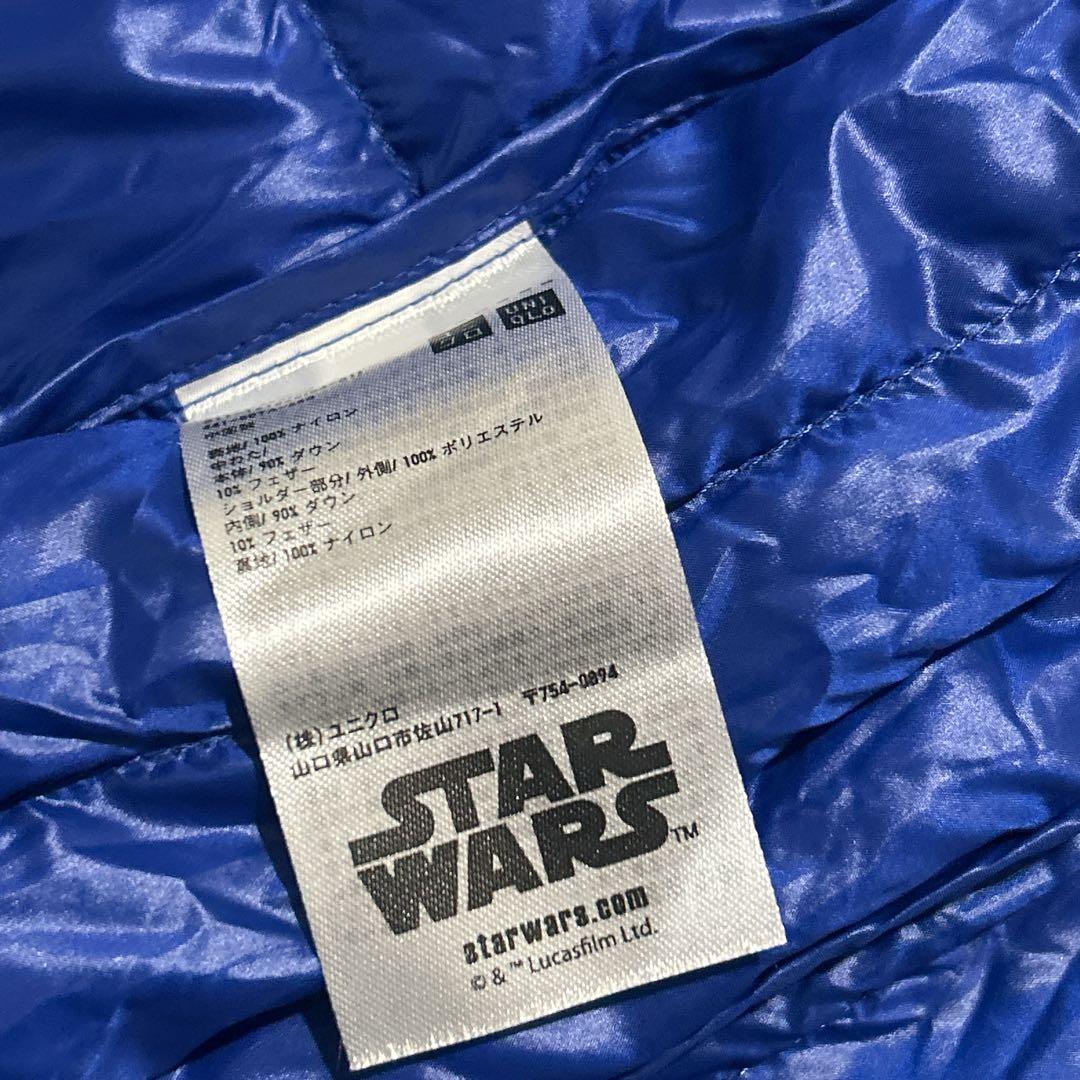 UNI
QLO
表地/ 100% ナイロン
中わた/
本体/ 90% ダウン
10% フェザー
ショルダー部分/ 外側/ 100% ポリエステル
内側/ 90% ダウン
10% フェザー
裏地/ 100% ナイロン
(株) ユニクロ
山口県山口市佐山717-1 〒754-0894
STAR
WARS™
starwars.com
© & ™ Lucasfilm Ltd.